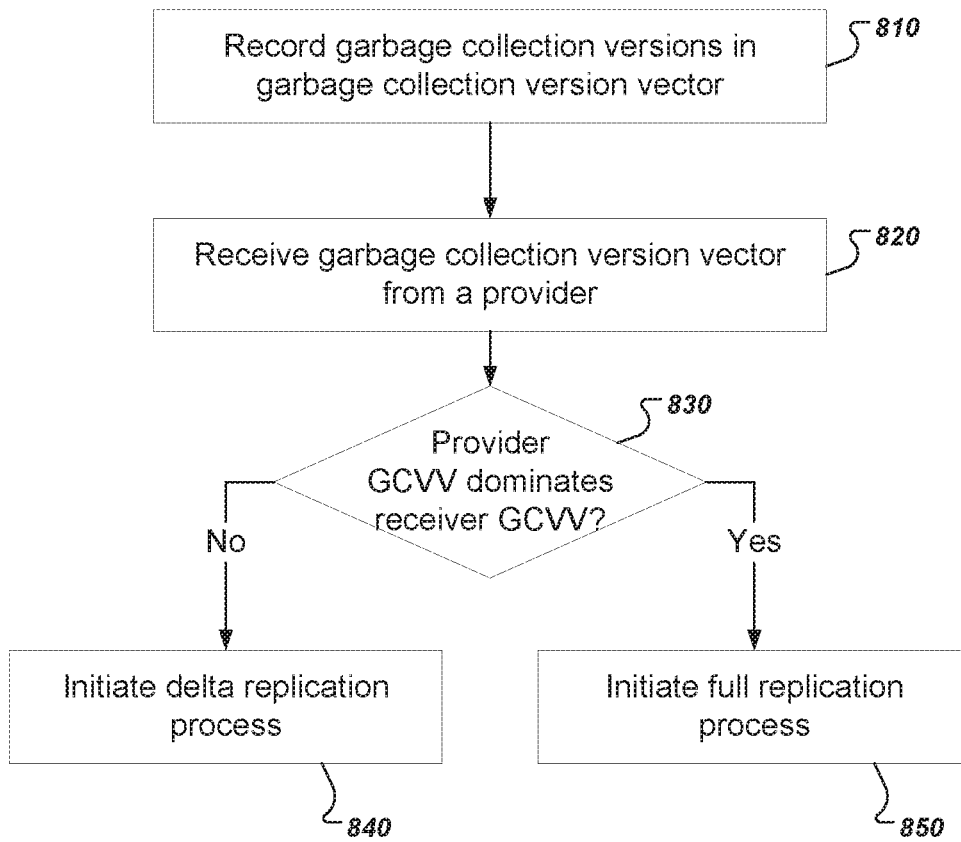 Record garbage collection versions in
garbage collection version vector
810
Receive garbage collection version vector
from a provider
820
830
Provider
GCVV dominates
receiver GCVV?
No
Yes
Initiate delta replication
process
Initiate full replication
process
840
850